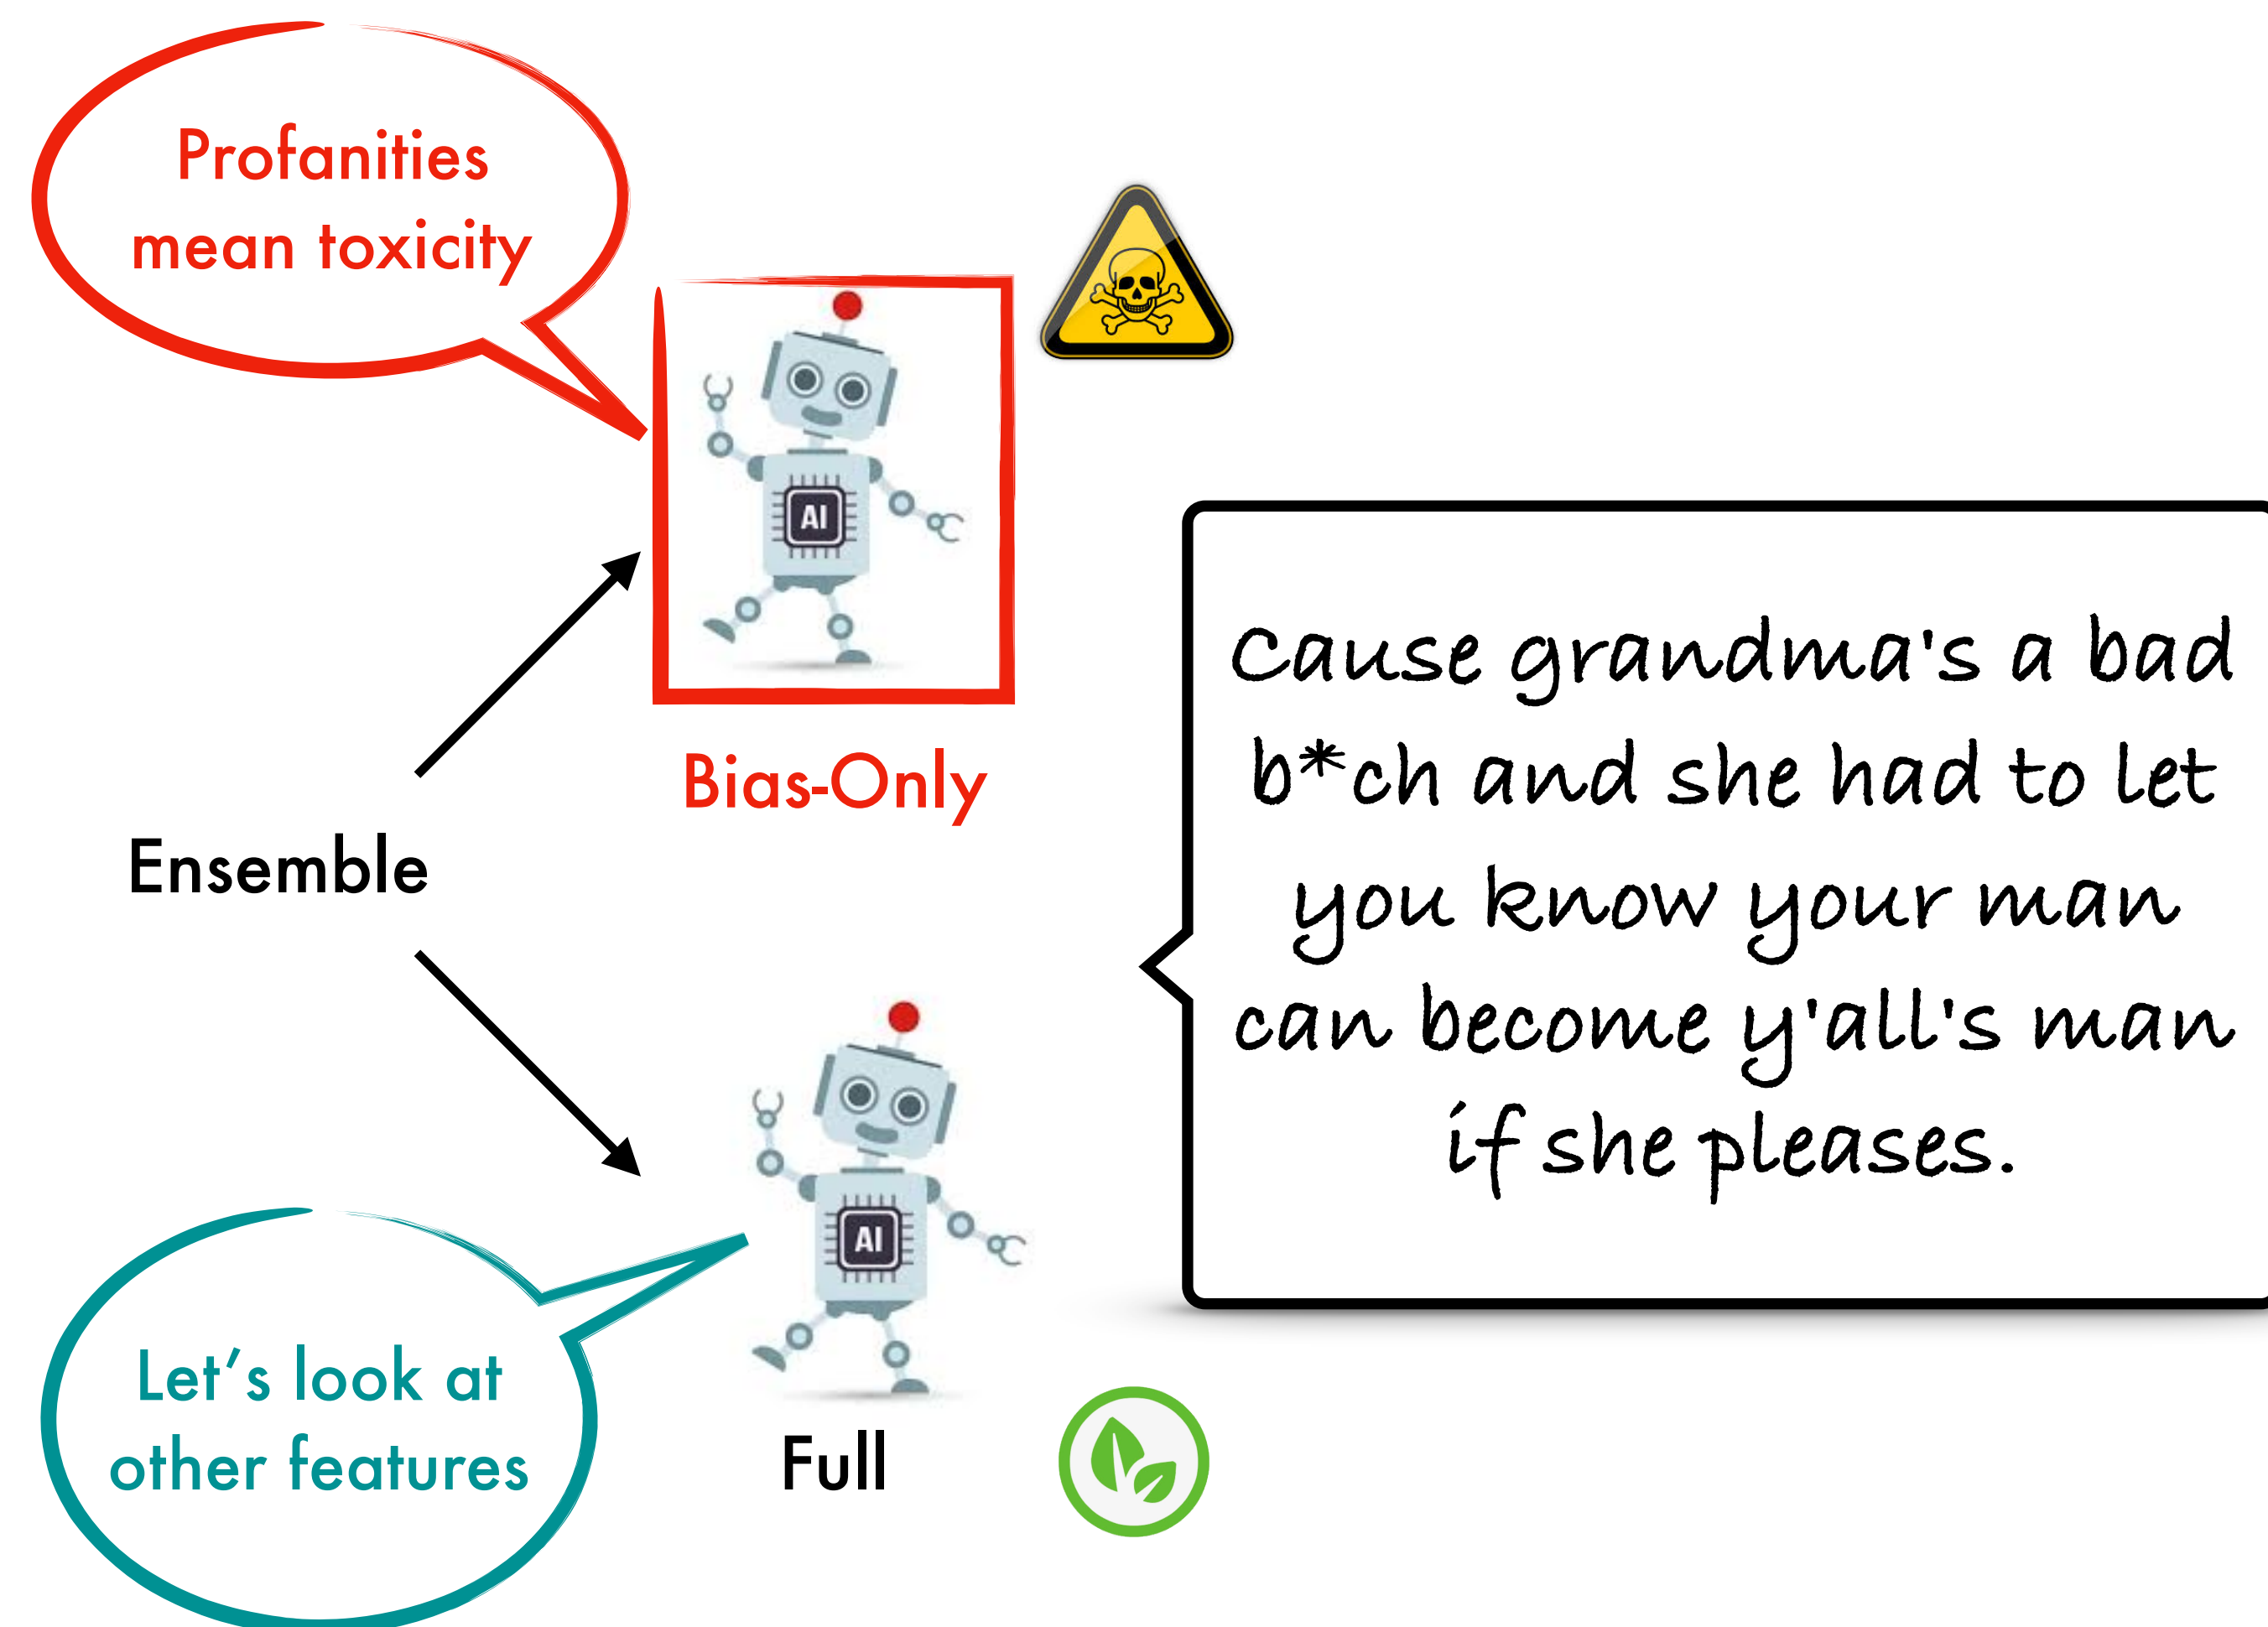 Profanities
mean toxicity
AI
Bias-Only
Ensemble
Cause grandma's a bad
b*ch and she had to let
you know your man
can become y'all's man
if she pleases.
AI
Let's look at
other features
Full